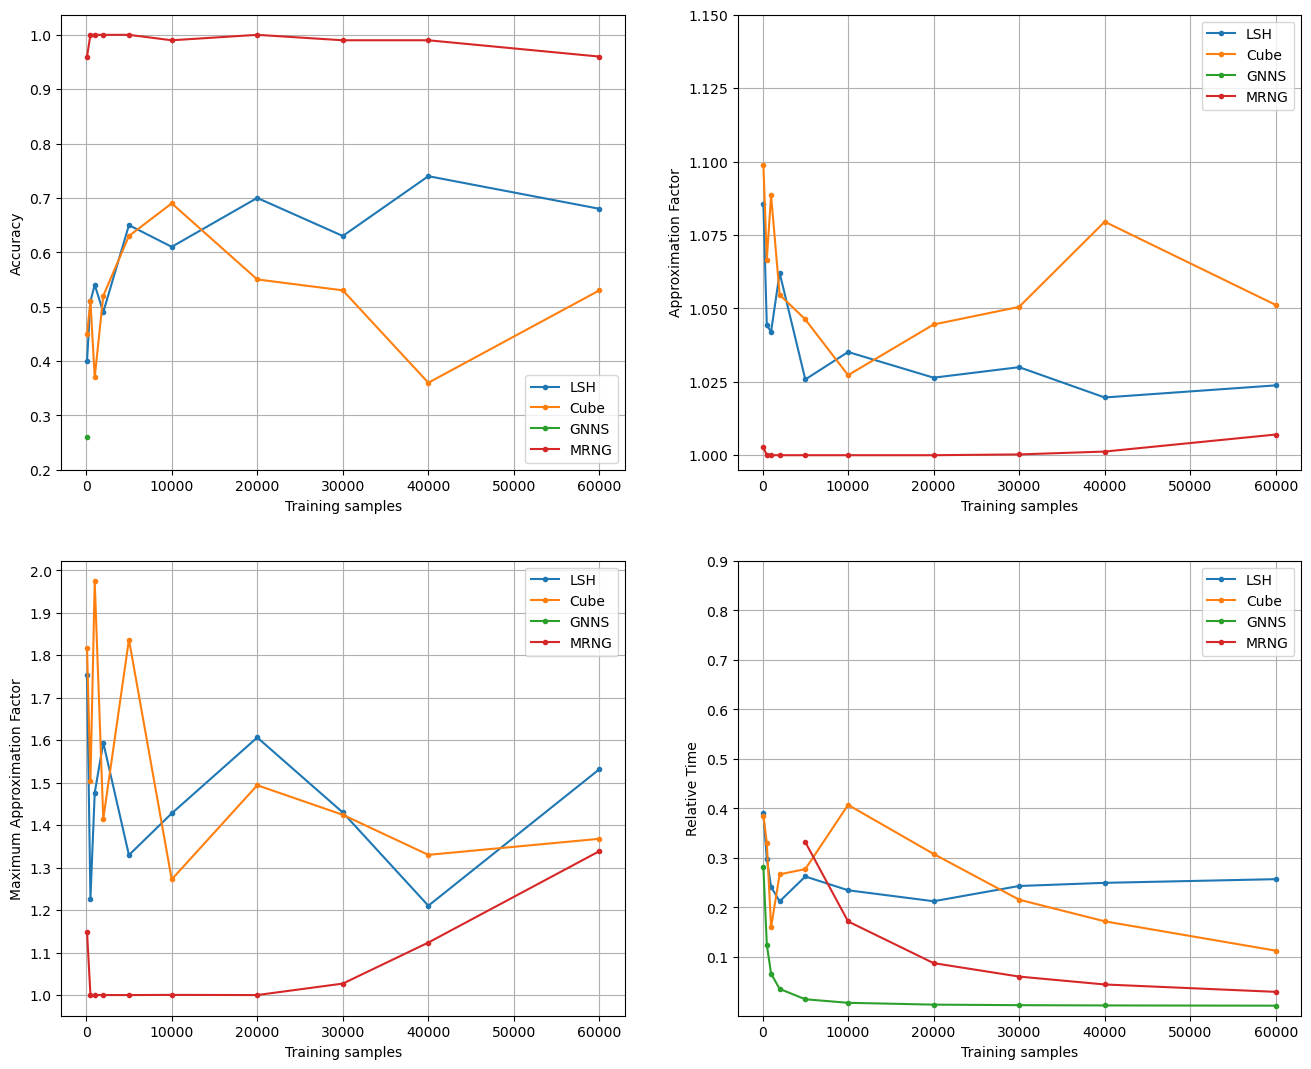 1.0
0.9
0.8
0.7
0.6
0.5
0.4
0.3
0.2
Accuracy
0 10000 20000 30000 40000 50000 60000
Training samples
LSH
Cube
GNNS
MRNG
1.150
1.125
1.100
1.075
1.050
1.025
1.000
Approximation Factor
0 10000 20000 30000 40000 50000 60000
Training samples
LSH
Cube
GNNS
MRNG
2.0
1.9
1.8
1.7
1.6
1.5
1.4
1.3
1.2
1.1
1.0
Maximum Approximation Factor
0 10000 20000 30000 40000 50000 60000
Training samples
LSH
Cube
GNNS
MRNG
0.9
0.8
0.7
0.6
0.5
0.4
0.3
0.2
0.1
Relative Time
0 10000 20000 30000 40000 50000 60000
Training samples
LSH
Cube
GNNS
MRNG